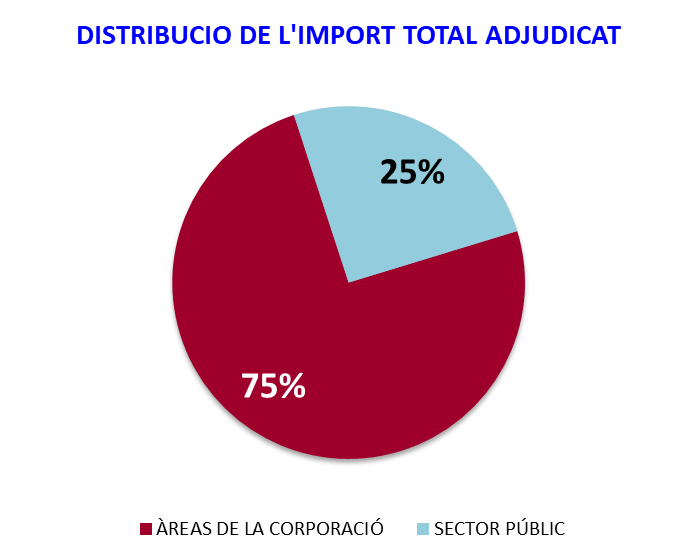 DISTRIBUCIO DE L'IMPORT TOTAL ADJUDICAT
25%
75%
ÀREAS DE LA CORPORACIÓ
SECTOR PÚBLIC